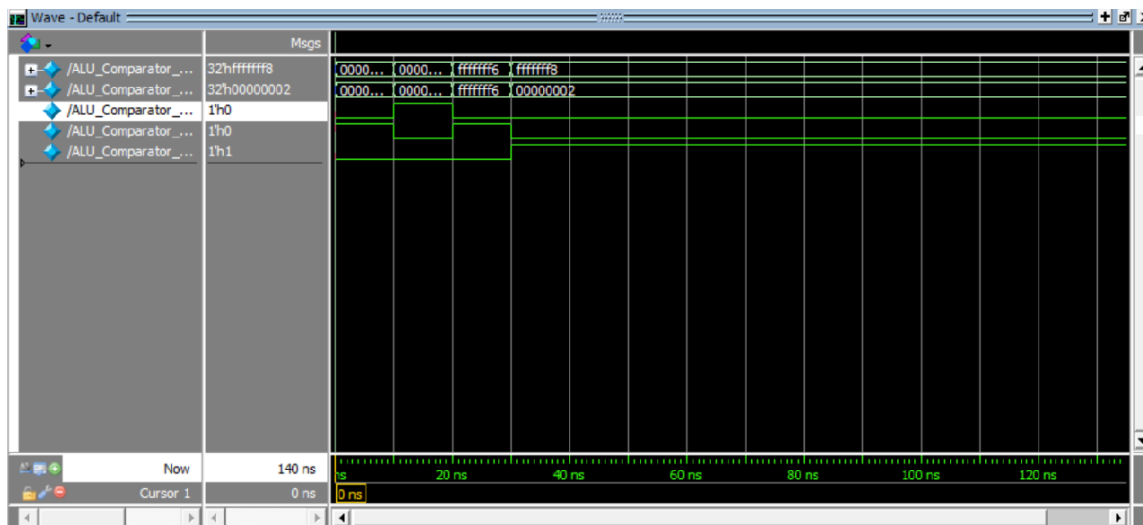 Wave - Default
Msgs
/ALU_Comparator_... 32'hfffffff8 0000... 0000... fffffff6 fffffff8
/ALU_Comparator_... 32'h00000002 0000... 0000... fffffff6 00000002
/ALU_Comparator_... 1'h0
/ALU_Comparator_... 1'h0
/ALU_Comparator_... 1'h1
Now 140 ns ns 20 ns 40 ns 60 ns 80 ns 100 ns 120 ns
Cursor 1 0 ns 0 ns